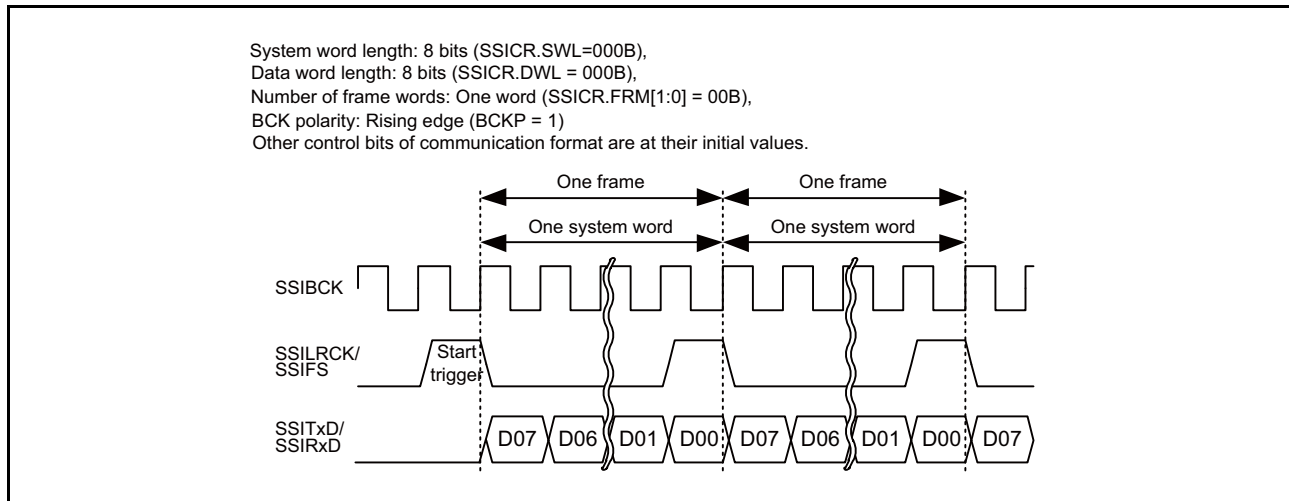 System word length: 8 bits (SSICR.SWL=000B),
Data word length: 8 bits (SSICR.DWL = 000B),
Number of frame words: One word (SSICR.FRM[1:0] = 00B),
BCK polarity: Rising edge (BCKP = 1)
Other control bits of communication format are at their initial values.
One frame One frame
One system word One system word
SSIBCK
SSILRCK/
SSIFS
Start
trigger
SSITxD/
SSIRxD
D07 D06 D01 D00 D07 D06 D01 D00 D07